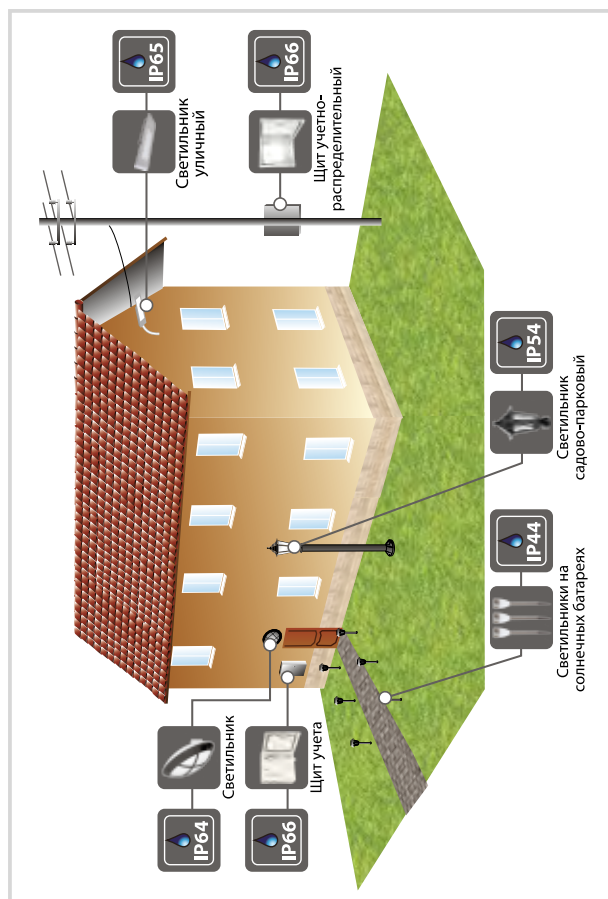 IP65
Светильник
уличный
IP66
Щит учетно-
распределительный
IP54
Светильник
садово-парковый
IP44
Светильники на
солнечных батареях
IP64
Светильник
IP66
Щит учета